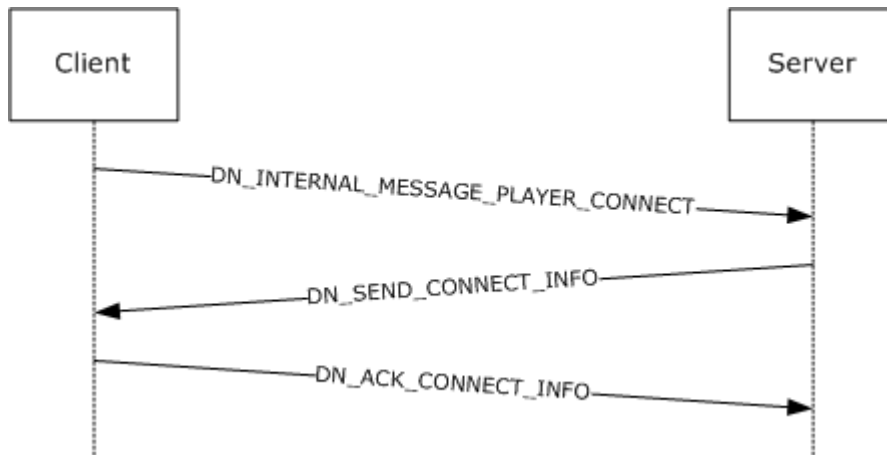 Client
Server
DN_INTERNAL_MESSAGE_PLAYER_CONNECT
DN_SEND_CONNECT_INFO
DN_ACK_CONNECT_INFO